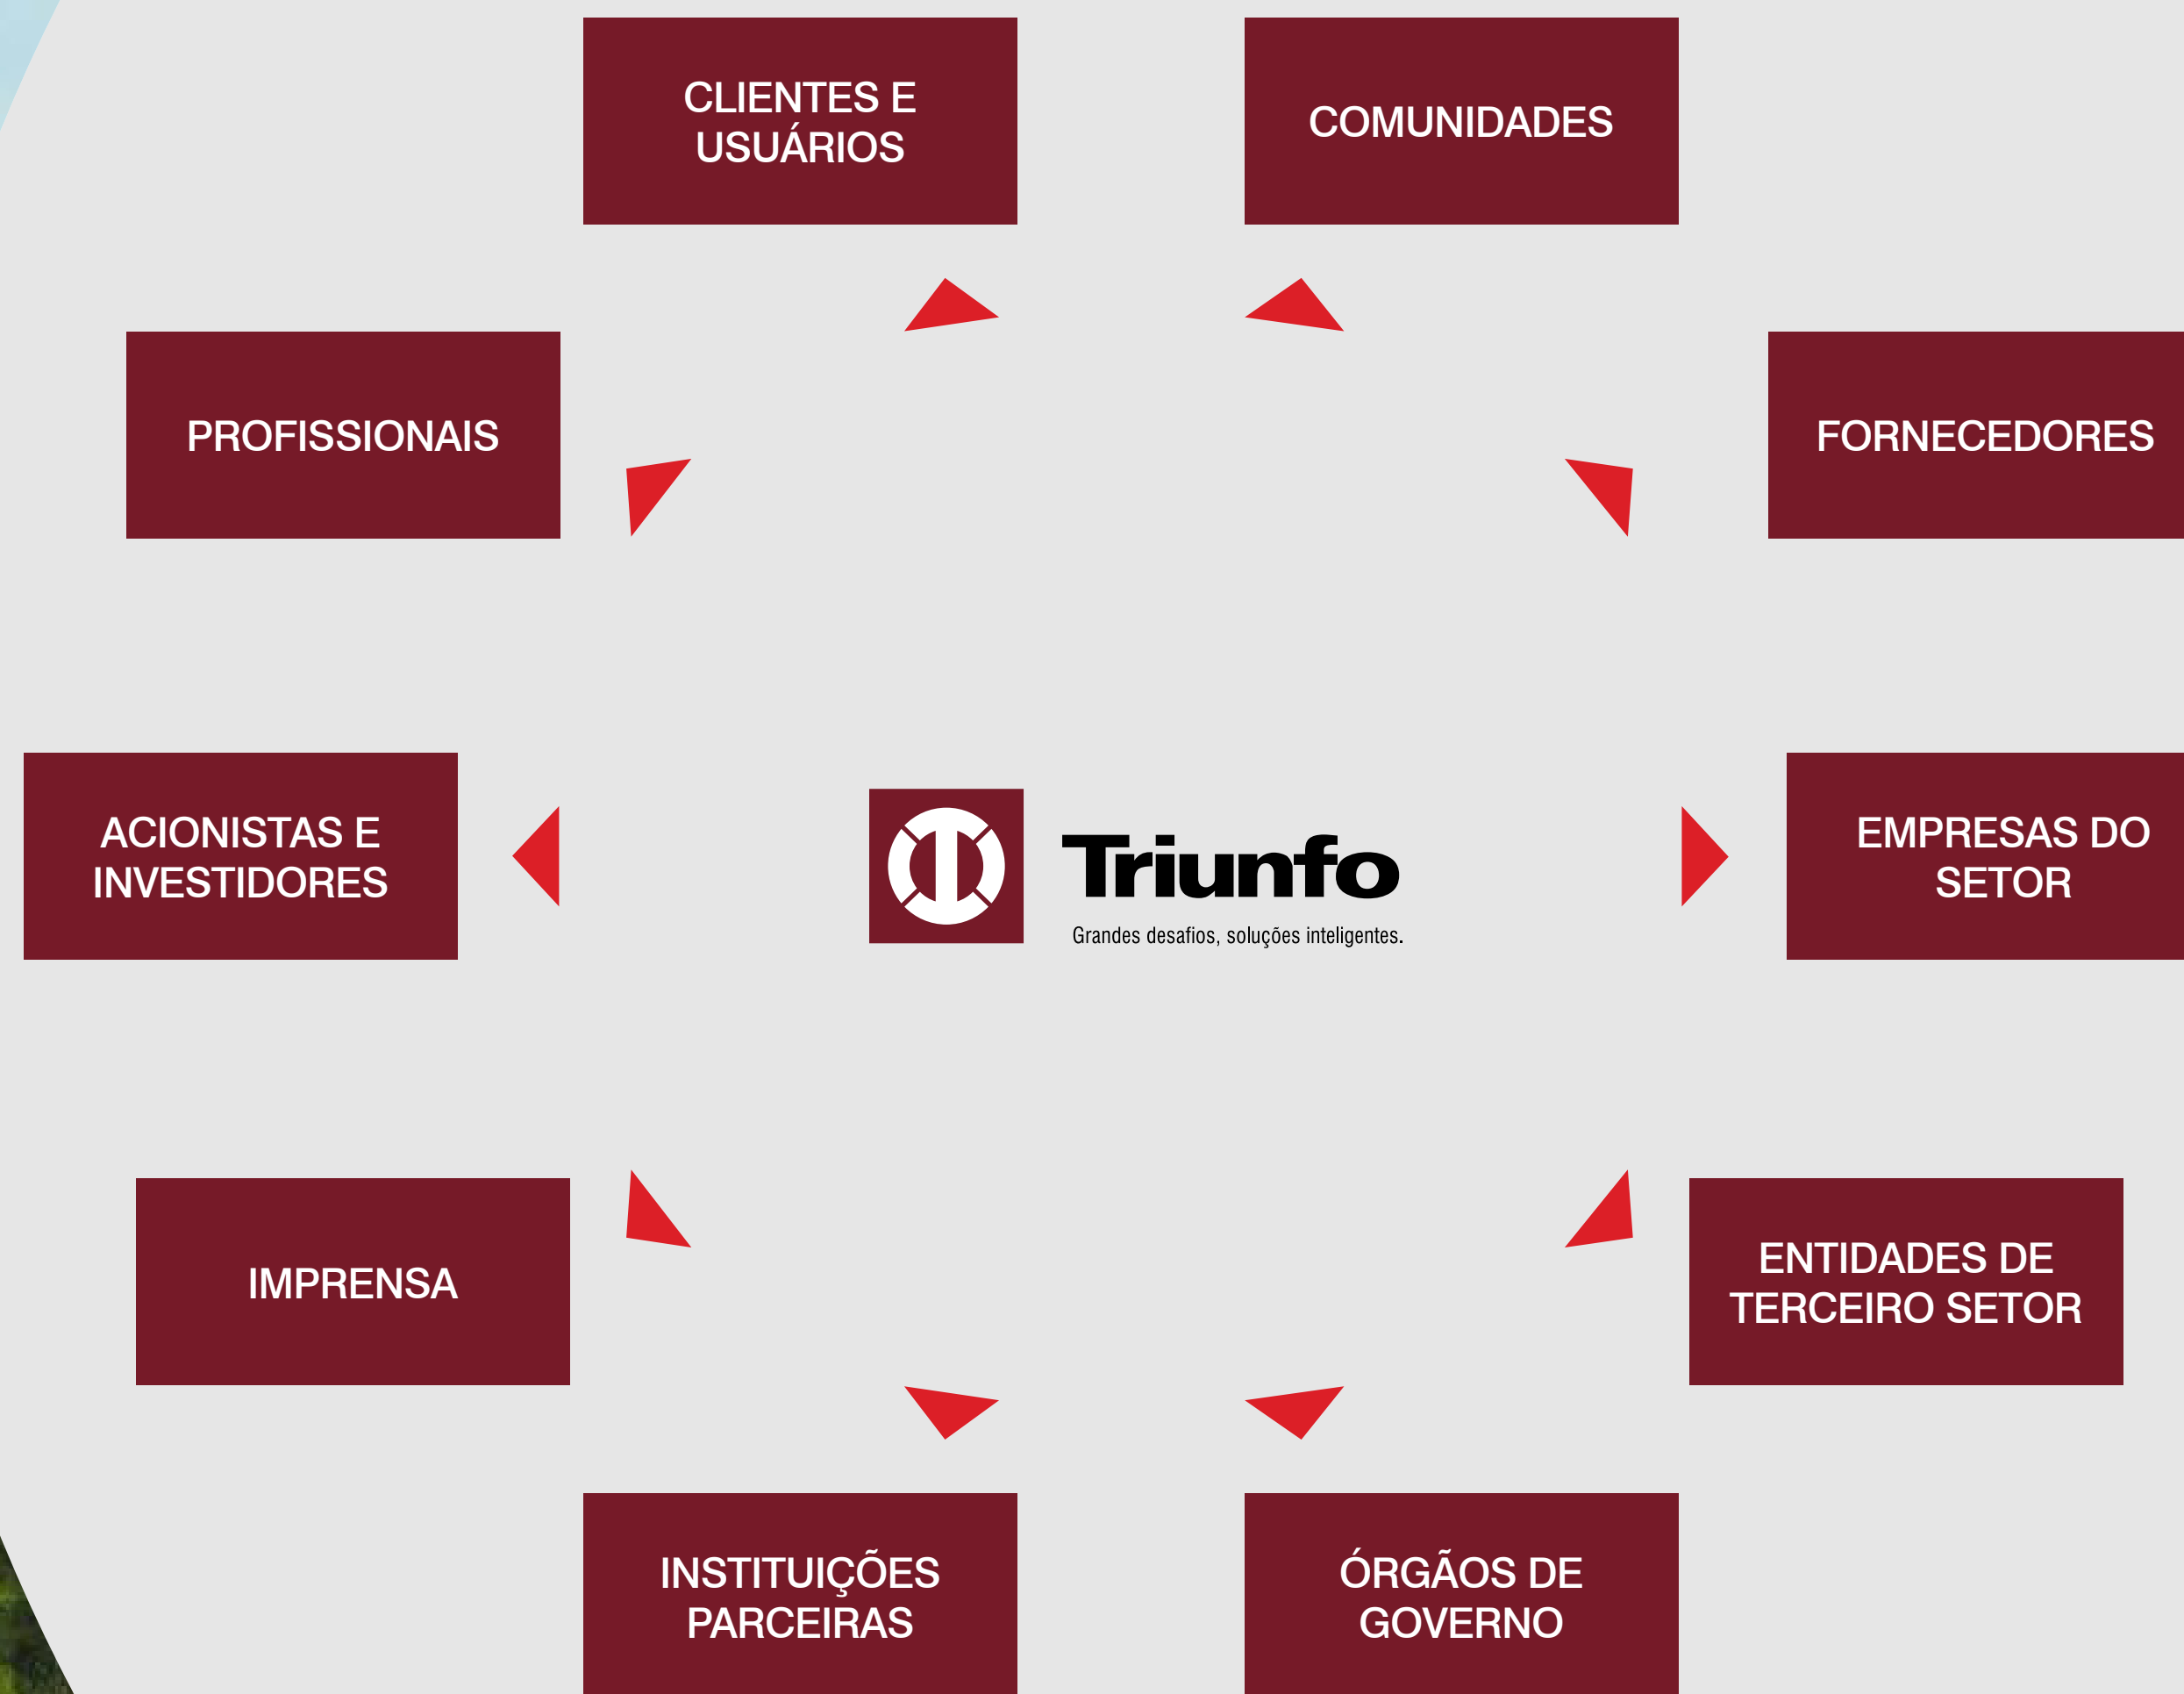 CLIENTES E
USUÁRIOS
COMUNIDADES
PROFISSIONAIS
FORNECEDORES
ACIONISTAS E
INVESTIDORES
Triunfo
Grandes desafios, soluções inteligentes.
EMPRESAS DO
SETOR
IMPRENSA
ENTIDADES DE
TERCEIRO SETOR
INSTITUIÇÕES
PARCEIRAS
ÓRGÃOS DE
GOVERNO